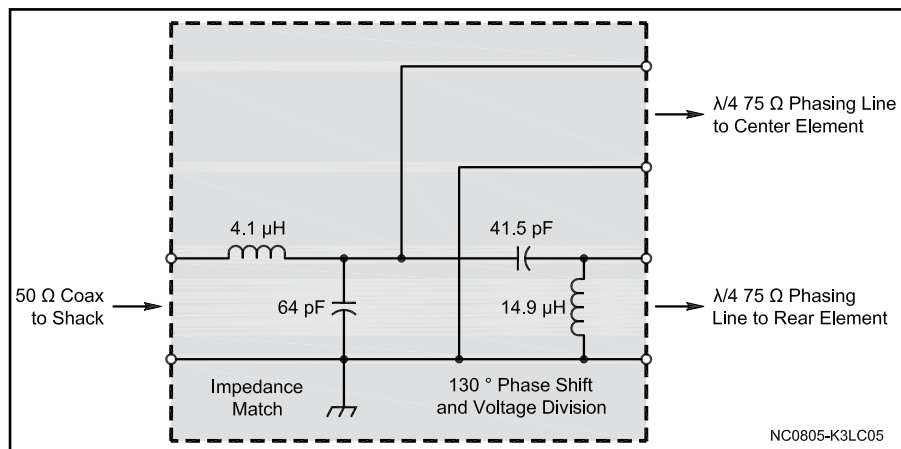 λ/4 75 Ω Phasing Line
to Center Element
4.1 µH
41.5 pF
50 Ω Coax
to Shack
64 pF
14.9 µH
λ/4 75 Ω Phasing
Line to Rear Element
Impedance
Match
130 ° Phase Shift
and Voltage Division
NC0805-K3LC05